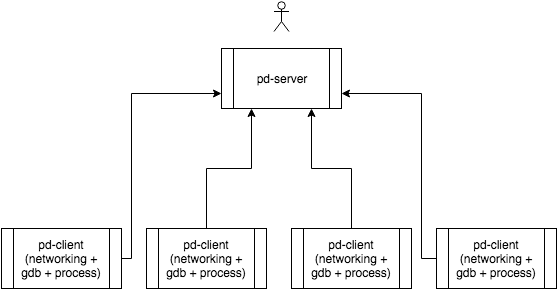 pd-server
pd-client
(networking +
gdb + process)
pd-client
(networking +
gdb + process)
pd-client
(networking +
gdb + process)
pd-client
(networking +
gdb + process)